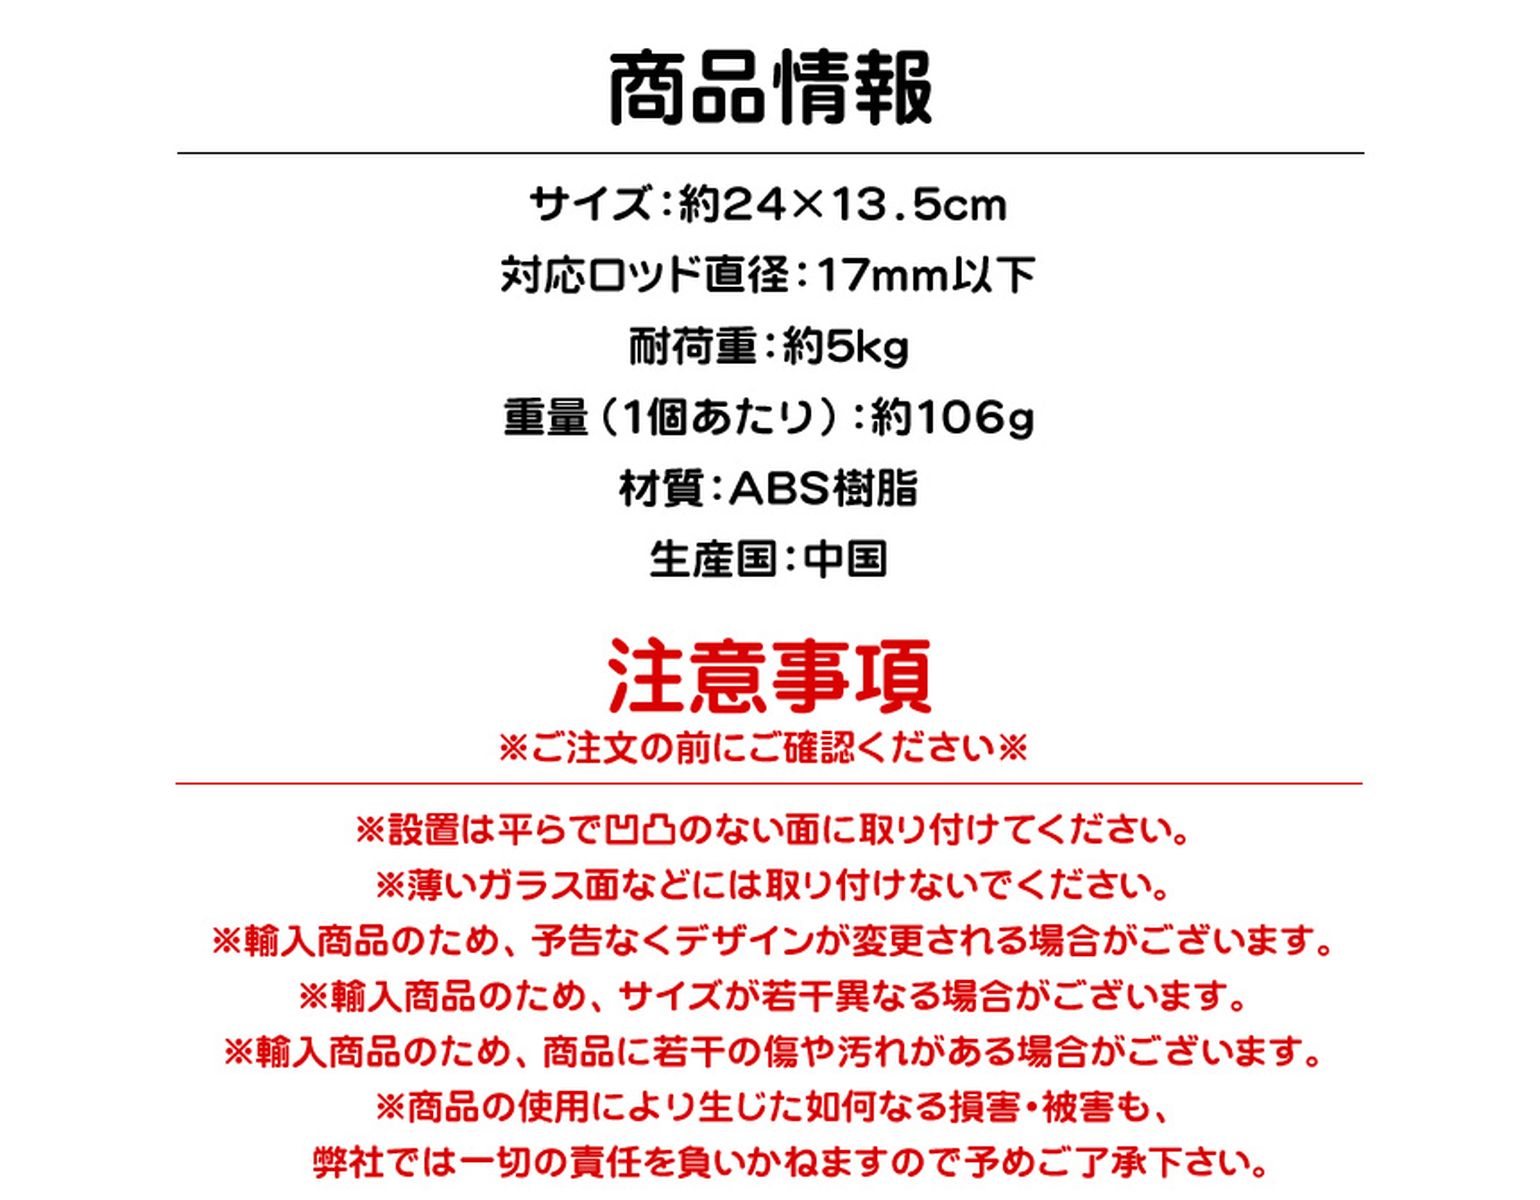 商品情報
サイズ：約24×13.5cm
対応ロッド直径：17mm以下
耐荷重：約5kg
重量（1個あたり）：約106g
材質：ABS樹脂
生産国：中国
注意事項
※ご注文の前にご確認ください※
※設置は平らで凹凸のない面に取り付けてください。
※薄いガラス面などには取り付けないでください。
※輸入商品のため、予告なくデザインが変更される場合がございます。
※輸入商品のため、サイズが若干異なる場合がございます。
※輸入商品のため、商品に若干の傷や汚れがある場合がございます。
※商品の使用により生じた如何なる損害・被害も、
弊社では一切の責任を負いかねますので予めご了承下さい。